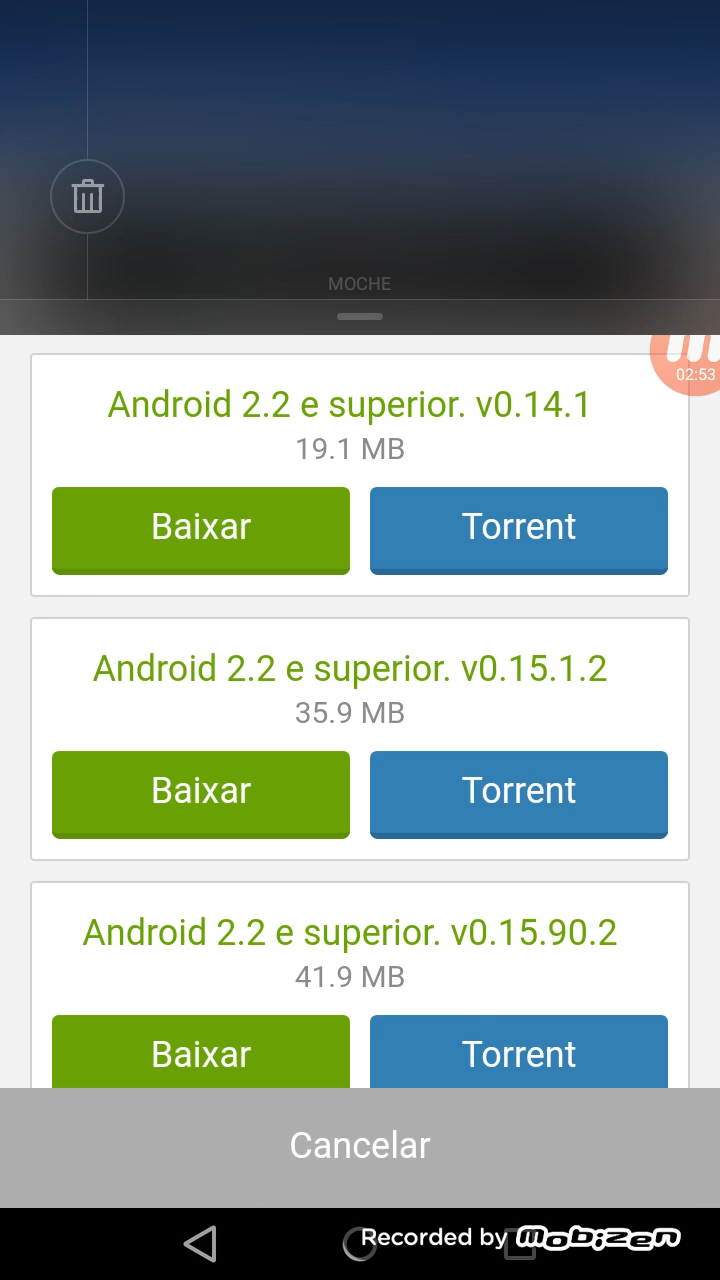 MOCHE
02:53
Android 2.2 e superior. v0.14.1
19.1 MB
Baixar
Torrent
Android 2.2 e superior. v0.15.1.2
35.9 MB
Baixar
Torrent
Android 2.2 e superior. v0.15.90.2
41.9 MB
Baixar
Torrent
Cancelar
Recorded by mobizen